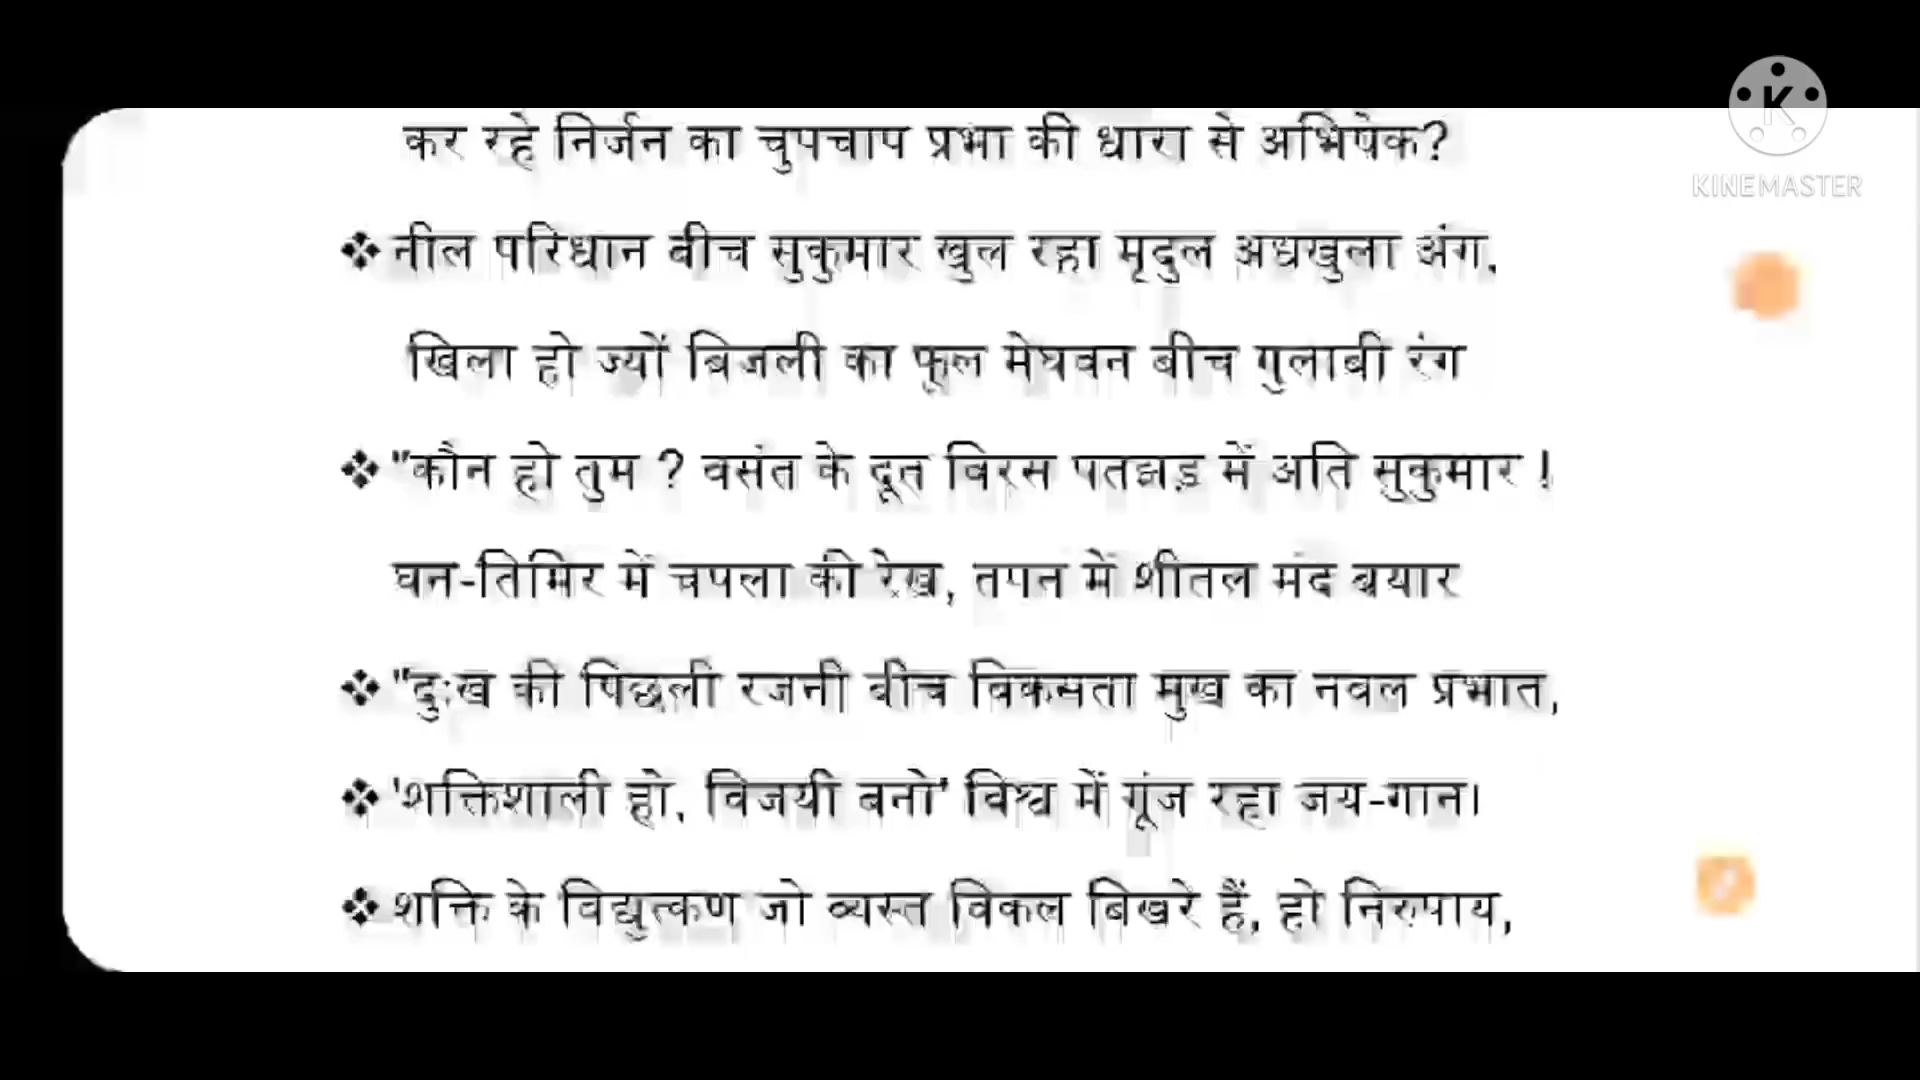 कर रहे निर्जन का चुपचाप प्रभा की धारा से अभिषेक?
KINEMASTER
❖ नील परिधान बीच सुकुमार खुल रहा मृदुल अधखुला अंग,
खिला हो ज्यों बिजली का फूल मेघवन बीच गुलाबी रंग
❖ "कौन हो तुम ? वसंत के दूत विरस पतझड़ में अति सुकुमार !
घन-तिमिर में चपला की रेख, तपन में शीतल मंद बयार
❖ "दुःख की पिछली रजनी बीच विकसता सुख का नवल प्रभात,
❖ 'शक्तिशाली हो, विजयी बनो' विश्व में गूंज रहा जय-गान।
❖ शक्ति के विद्युत्कण जो व्यस्त विकल बिखरे हैं, हो निरुपाय,